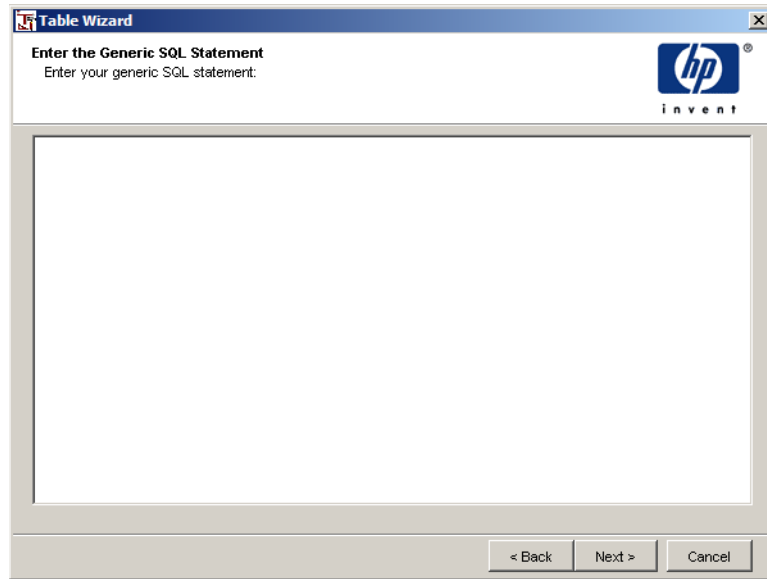 Table Wizard
Enter the Generic SQL Statement
Enter your generic SQL statement:
hp
®
invent
< Back
Next >
Cancel